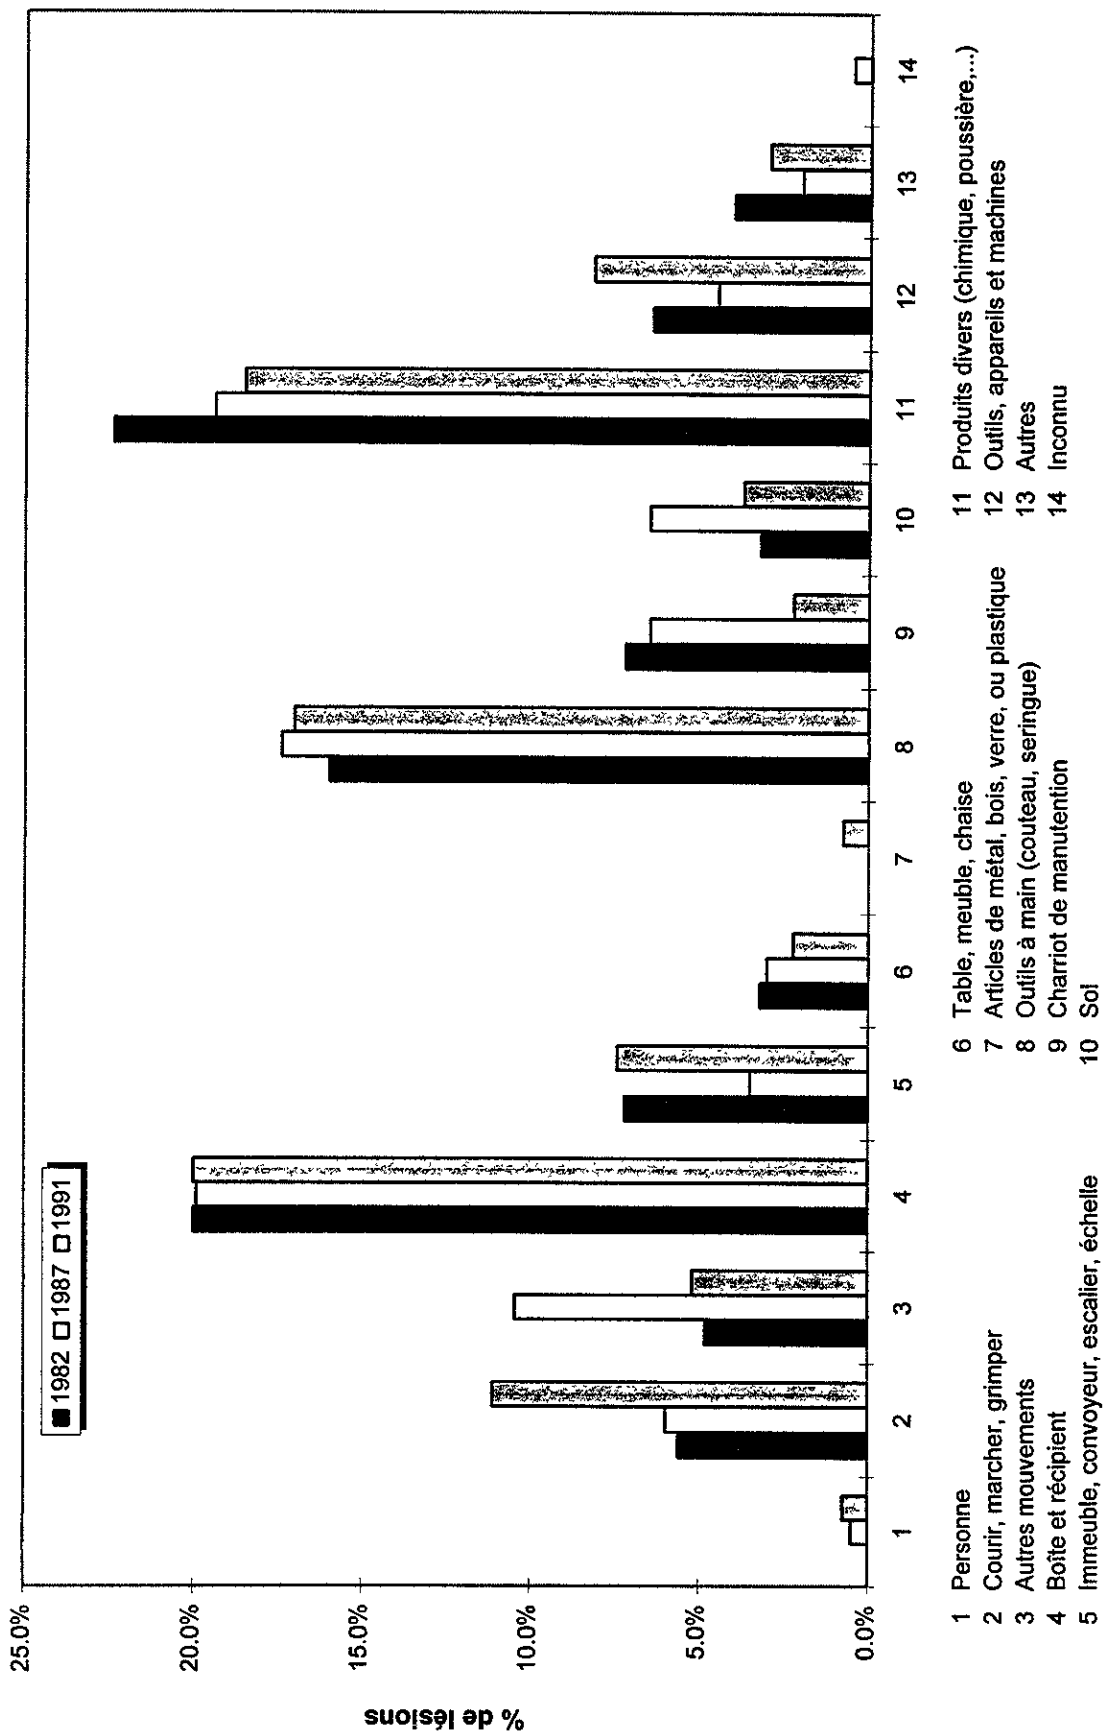 ■ 1982 □ 1987 □ 1991
% de lésions
25.0%
20.0%
15.0%
10.0%
5.0%
0.0%
1 2 3 4 5 6 7 8 9 10 11 12 13 14
1 Personne
2 Courir, marcher, grimper
3 Autres mouvements
4 Boîte et récipient
5 Immeuble, convoyeur, escalier, échelle
6 Table, meuble, chaise
7 Articles de métal, bois, verre, ou plastique
8 Outils à main (couteau, seringue)
9 Charriot de manutention
10 Sol
11 Produits divers (chimique, poussière,...)
12 Outils, appareils et machines
13 Autres
14 Inconnu